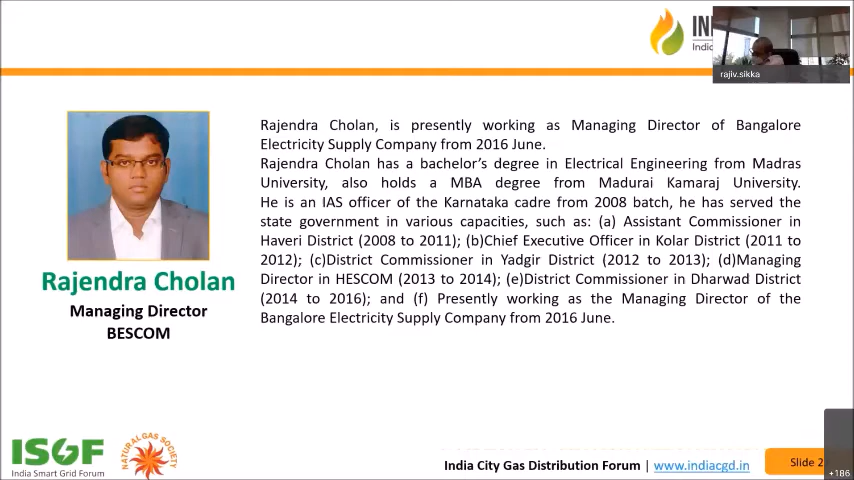 rajiv.sikka
Rajendra Cholan, is presently working as Managing Director of Bangalore
Electricity Supply Company from 2016 June.
Rajendra Cholan has a bachelor's degree in Electrical Engineering from Madras
University, also holds a MBA degree from Madurai Kamaraj University.
He is an IAS officer of the Karnataka cadre from 2008 batch, he has served the
state government in various capacities, such as: (a) Assistant Commissioner in
Haveri District (2008 to 2011); (b)Chief Executive Officer in Kolar District (2011 to
2012); (c)District Commissioner in Yadgir District (2012 to 2013); (d)Managing
Director in HESCOM (2013 to 2014); (e)District Commissioner in Dharwad District
(2014 to 2016); and (f) Presently working as the Managing Director of the
Bangalore Electricity Supply Company from 2016 June.
Rajendra Cholan
Managing Director
BESCOM
ISGF
India Smart Grid Forum
NATURAL GAS SOCIETY
India City Gas Distribution Forum | www.indiacgd.in
Slide 2
+186